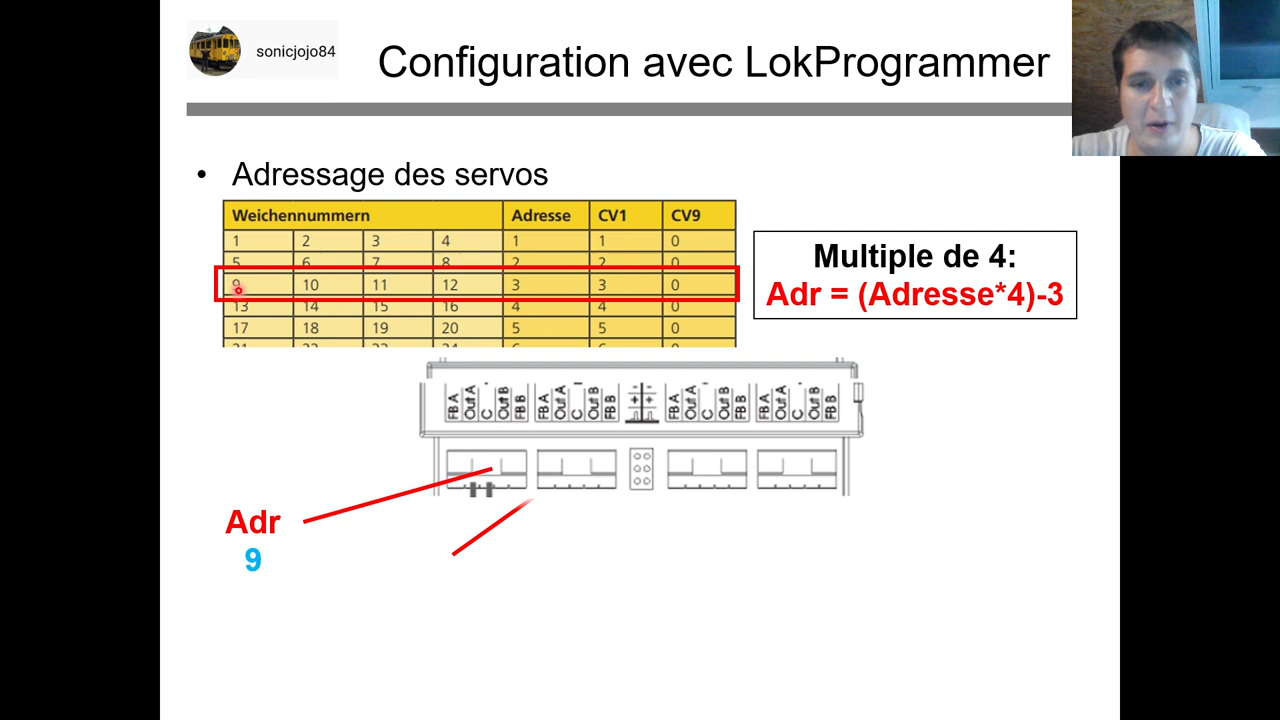 sonicjojo84
Configuration avec LokProgrammer
• Adressage des servos
Weichennummern Adresse CV1 CV9
1 2 3 4 1 1 0
5 6 7 8 2 2 0
9 10 11 12 3 3 0
13 14 15 16 4 4 0
17 18 19 20 5 5 0
Multiple de 4:
Adr = (Adresse*4)-3
FB A Out A C Out B FB B FB A Out A C Out B FB B FB A Out A C Out B FB B FB A Out A C Out B FB B
Adr
9